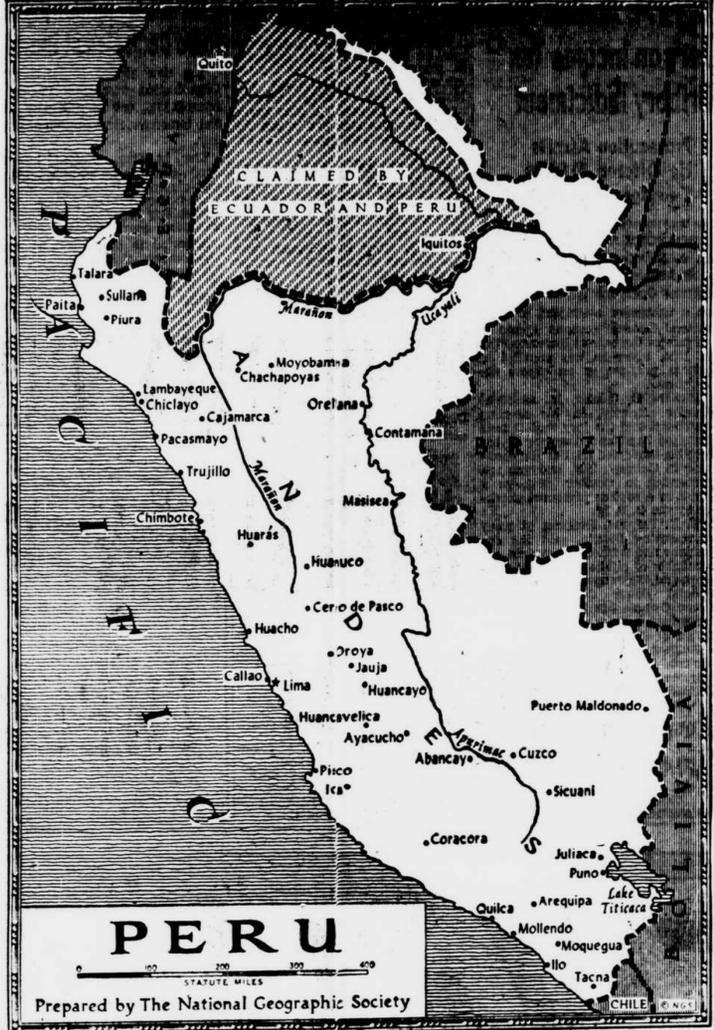 Quito
CLAIMED BY
ECUADOR AND PERU
Iquitos
Talara
Sullana
Paita
Piura
Marañon
Ucayali
Moyobamba
Chachapoyas
Lambayeque
Chiclayo
Cajamarca
Orellana
Contamana
BRAZIL
Pacasmayo
Trujillo
Marañon
Masisea
Chimbote
Huarás
Huanuco
Cerro de Pasco
Huacho
Oroya
Jauja
Callao
Lima
Huancayo
Puerto Maldonado
Huancavelica
Ayacucho
Apurimac
Abancay
Cuzco
Pisco
Ica
Sicuani
Coracora
Juliaca
Puno
Lake
Titicaca
Arequipa
Quilca
Mollendo
Moquegua
Ilo
Tacna
CHILE
© NGS
PACIFIC
ANDES
BOLIVIA
PERU
0 100 200 300 400
STATUTE MILES
Prepared by The National Geographic Society